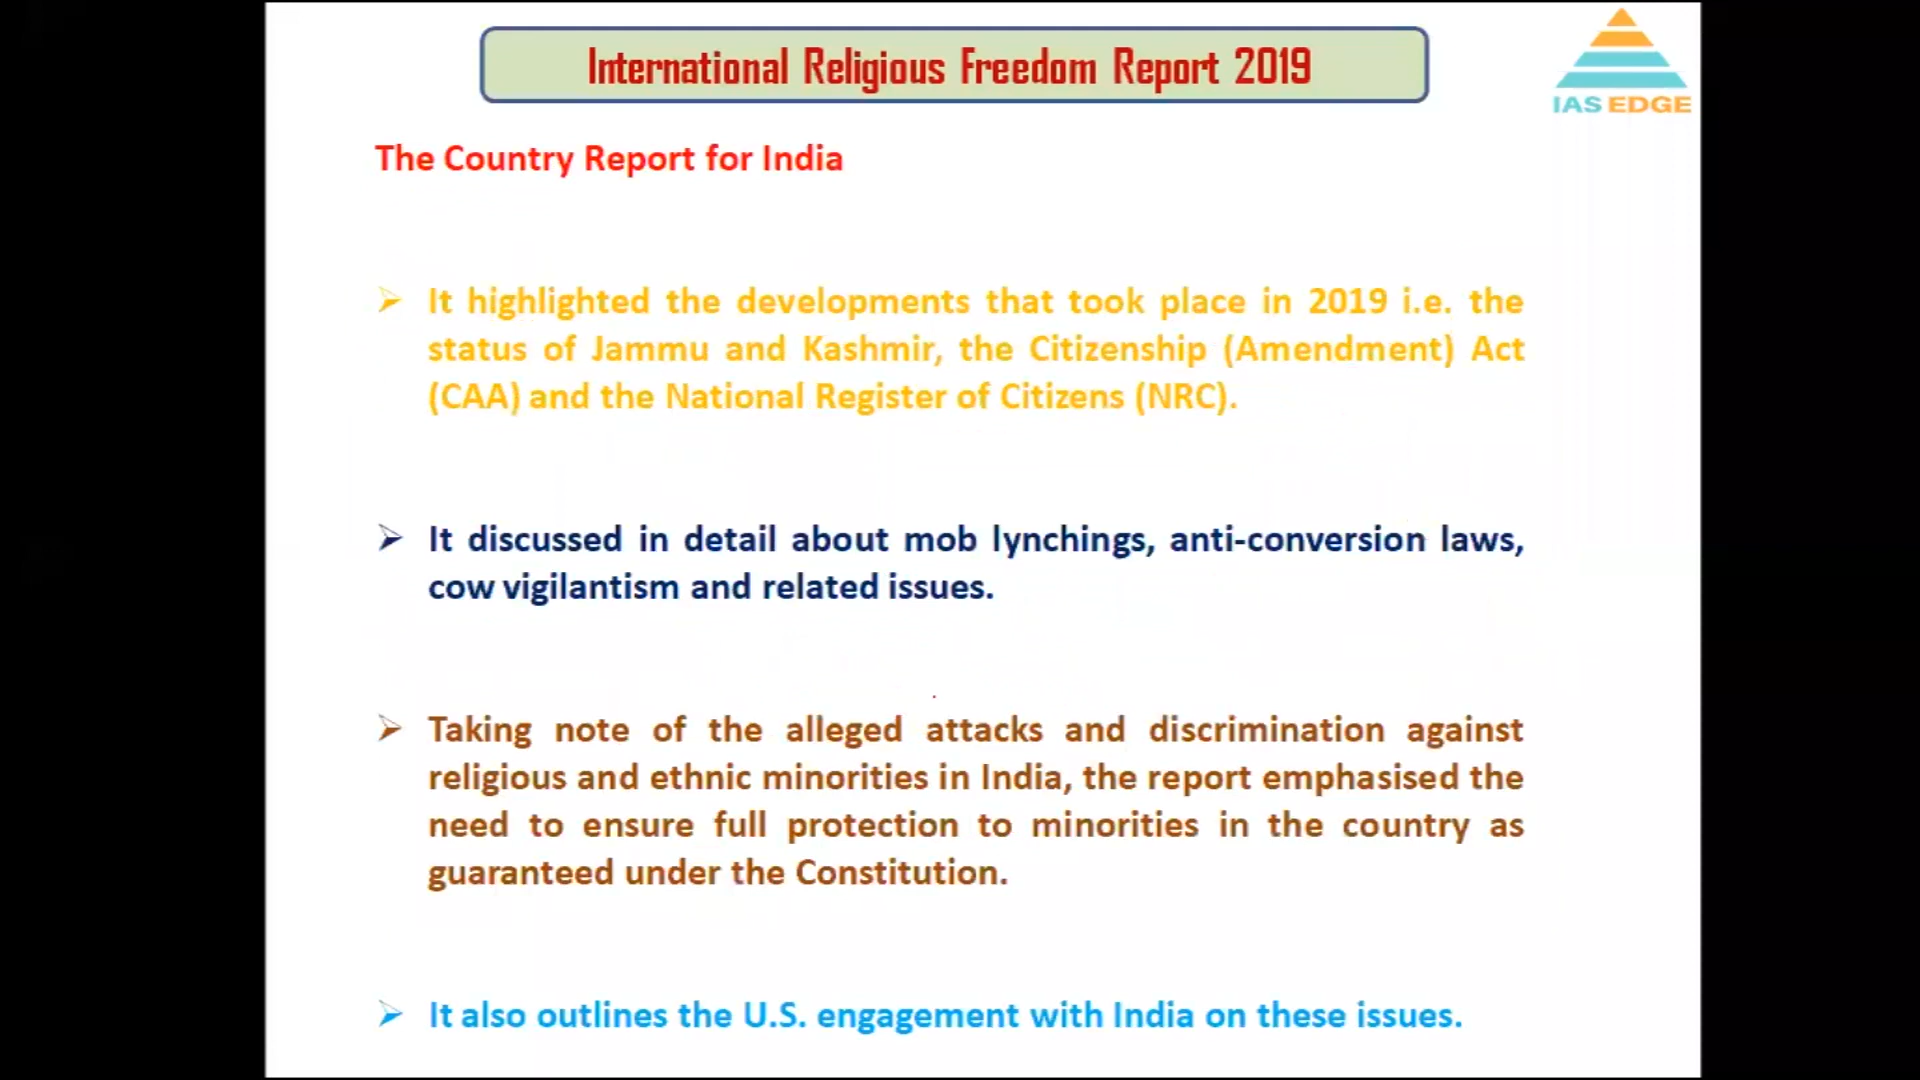 International Religious Freedom Report 2019
IAS EDGE
The Country Report for India
It highlighted the developments that took place in 2019 i.e. the
status of Jammu and Kashmir, the Citizenship (Amendment) Act
(CAA) and the National Register of Citizens (NRC).
It discussed in detail about mob lynchings, anti-conversion laws,
cow vigilantism and related issues.
Taking note of the alleged attacks and discrimination against
religious and ethnic minorities in India, the report emphasised the
need to ensure full protection to minorities in the country as
guaranteed under the Constitution.
It also outlines the U.S. engagement with India on these issues.